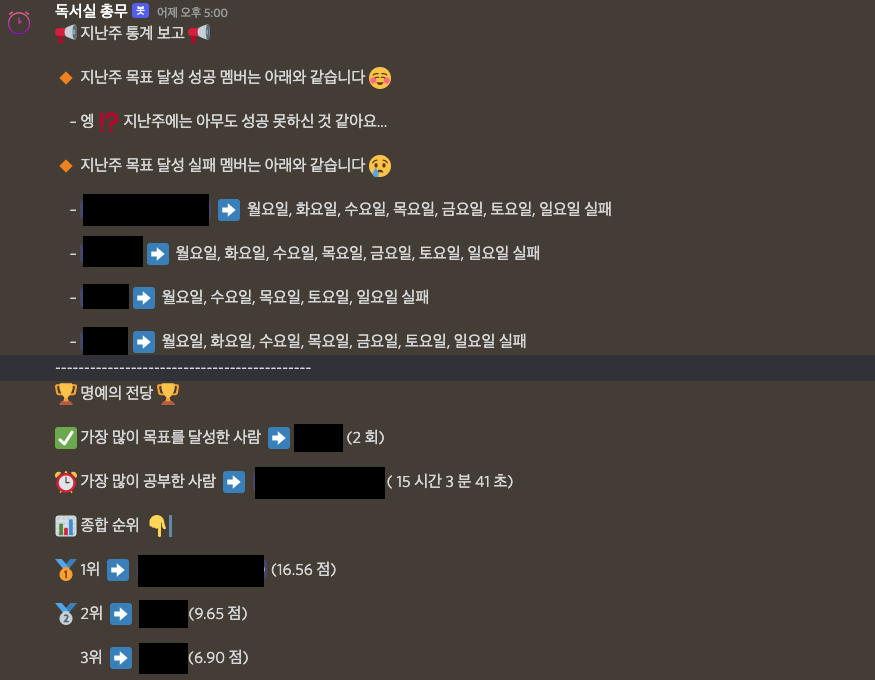 독서실 총무 봇 어제 오후 5:00
📢 지난주 통계 보고 📢
🔸 지난주 목표 달성 성공 멤버는 아래와 같습니다 ☺️
- 엥 ⁉️ 지난주에는 아무도 성공 못하신 것 같아요...
🔸 지난주 목표 달성 실패 멤버는 아래와 같습니다 😢
- ➡️ 월요일, 화요일, 수요일, 목요일, 금요일, 토요일, 일요일 실패
- ➡️ 월요일, 화요일, 수요일, 목요일, 금요일, 토요일, 일요일 실패
- ➡️ 월요일, 수요일, 목요일, 토요일, 일요일 실패
- ➡️ 월요일, 화요일, 수요일, 목요일, 금요일, 토요일, 일요일 실패
--------------------------------------------
🏆 명예의 전당 🏆
✅ 가장 많이 목표를 달성한 사람 ➡️ (2 회)
⏰ 가장 많이 공부한 사람 ➡️ ( 15 시간 3 분 41 초)
📊 종합 순위 👇
🥇 1위 ➡️ (16.56 점)
🥈 2위 ➡️ (9.65 점)
3위 ➡️ (6.90 점)